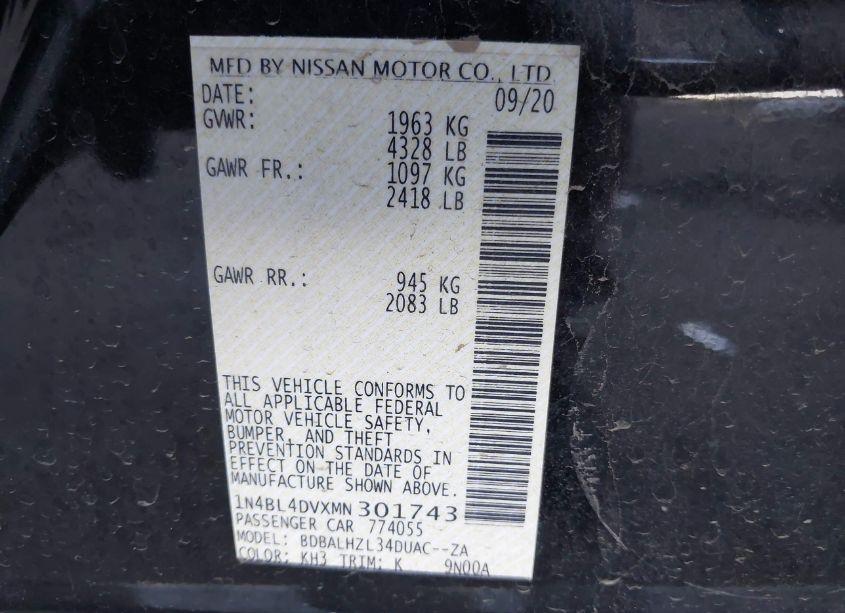 MFD BY NISSAN MOTOR CO., LTD
DATE: 09/20
GVWR: 1963 KG
4328 LB
GAWR FR.: 1097 KG
2418 LB
GAWR RR.: 945 KG
2083 LB
THIS VEHICLE CONFORMS TO
ALL APPLICABLE FEDERAL
MOTOR VEHICLE SAFETY,
BUMPER, AND THEFT
PREVENTION STANDARDS IN
EFFECT ON THE DATE OF
MANUFACTURE SHOWN ABOVE.
1N4BL4DVXMN301743
PASSENGER CAR 774055
MODEL: BDBALHZL34DUAC--ZA
COLOR: KH3 TRIM: K 9N00A